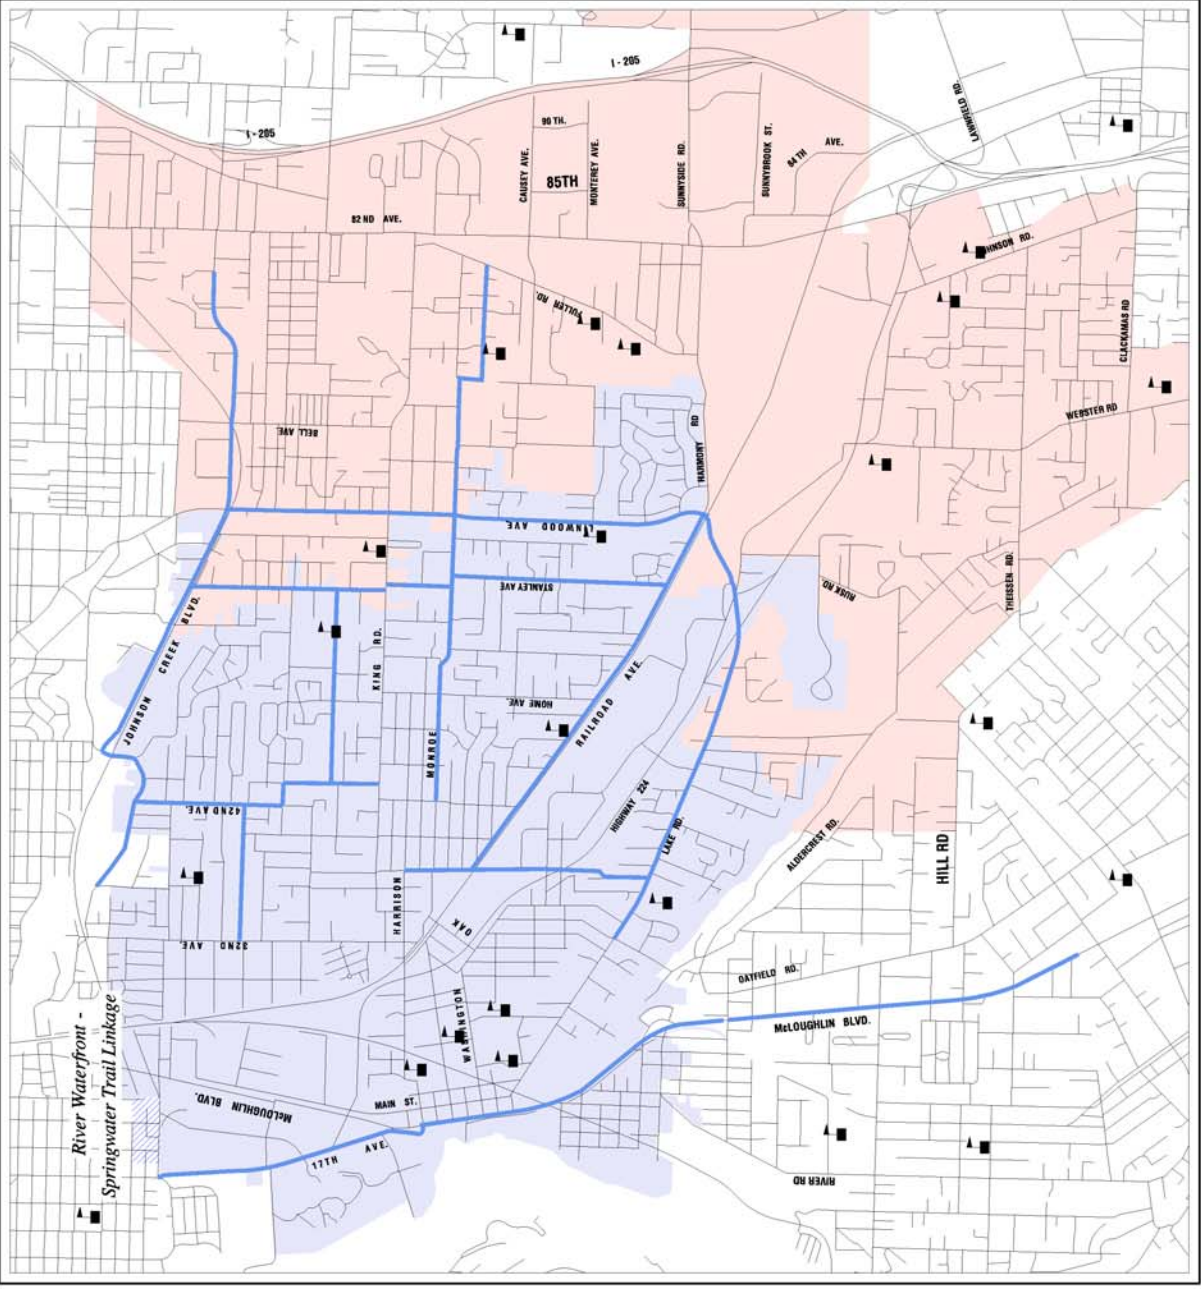 I - 205
I - 205
LAWNFIELD RD.
90 TH.
CAUSEY AVE.
MONTEREY AVE.
SUNNYSIDE RD.
SUNNYBROOK ST.
84 TH AVE.
85TH
82 ND AVE.
HNSON RD.
FULLER RD.
CLACKAMAS RD
WEBSTER RD
BELL AVE.
HARMONY RD
LINWOOD AVE.
STANLEY AVE
THEISSEN RD.
RUSK RD.
JOHNSON CREEK BLVD.
KING RD.
HOME AVE.
RAILROAD AVE.
MONROE
HIGHWAY 224
42ND AVE.
LAKE RD.
ALDERCREST RD.
HILL RD
HARRISON
OAK
32ND AVE.
OATFIELD RD.
River Waterfront -
Springwater Trail Linkage
WASHINGTON
McLOUGHLIN BLVD.
McLOUGHLIN BLVD.
MAIN ST.
17TH AVE.
RIVER RD